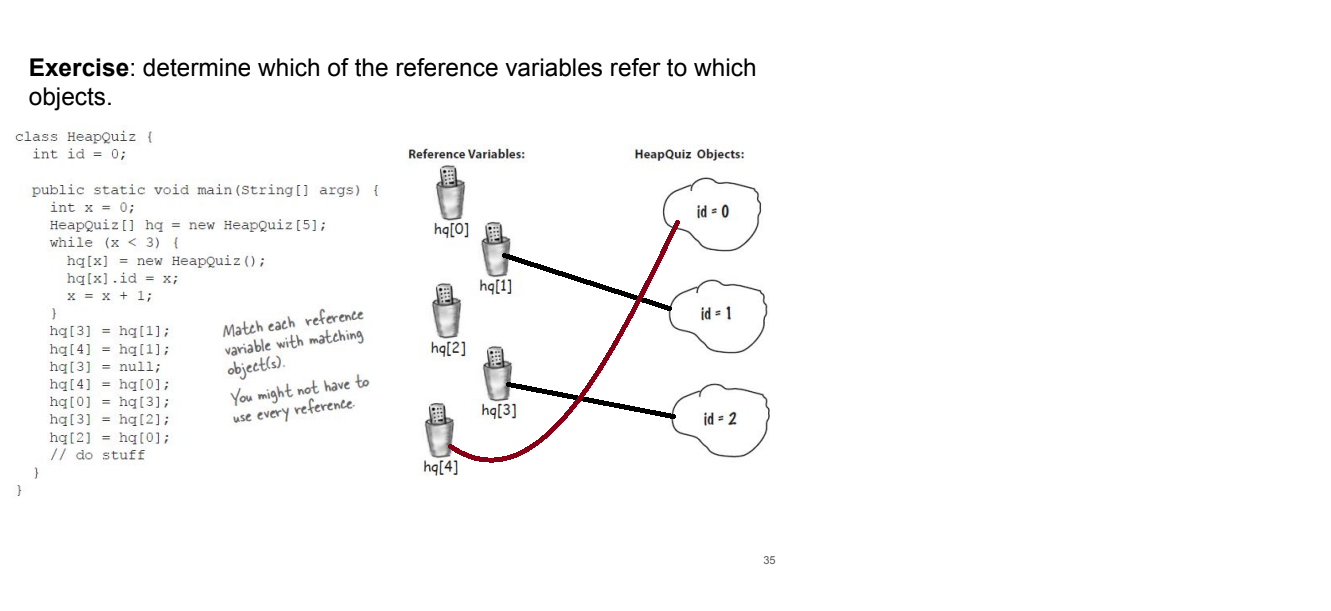 Exercise: determine which of the reference variables refer to which
objects.
class HeapQuiz {
int id = 0;
public static void main(String[] args) {
int x = 0;
HeapQuiz[] hq = new HeapQuiz[5];
while (x < 3) {
hq[x] = new HeapQuiz();
hq[x].id = x;
x = x + 1;
}
hq[3] = hq[1];
hq[4] = hq[1];
hq[3] = null;
hq[4] = hq[0];
hq[0] = hq[3];
hq[3] = hq[2];
hq[2] = hq[0];
// do stuff
}
}
Match each reference
variable with matching
object(s).
You might not have to
use every reference.
Reference Variables:
hq[0]
hq[1]
hq[2]
hq[3]
hq[4]
HeapQuiz Objects:
id = 0
id = 1
id = 2
35